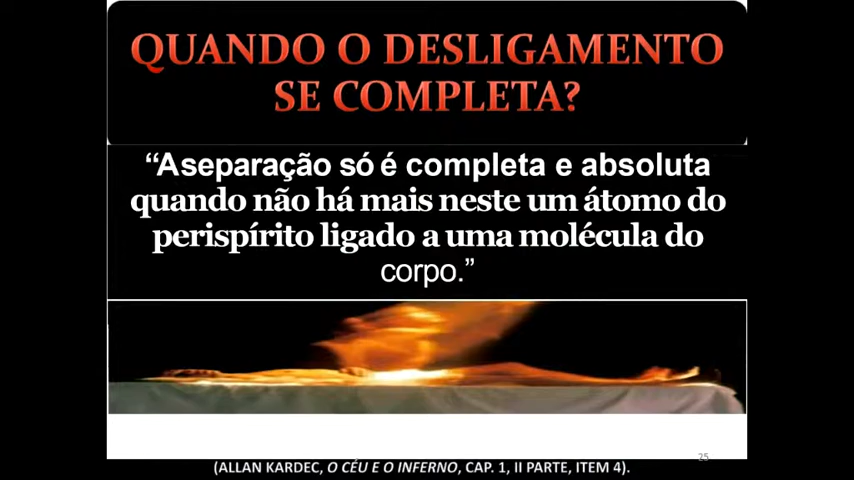 QUANDO O DESLIGAMENTO
SE COMPLETA?
“Aseparação só é completa e absoluta
quando não há mais neste um átomo do
perispírito ligado a uma molécula do
corpo.”
25
(ALLAN KARDEC, O CÉU E O INFERNO, CAP. 1, II PARTE, ITEM 4).